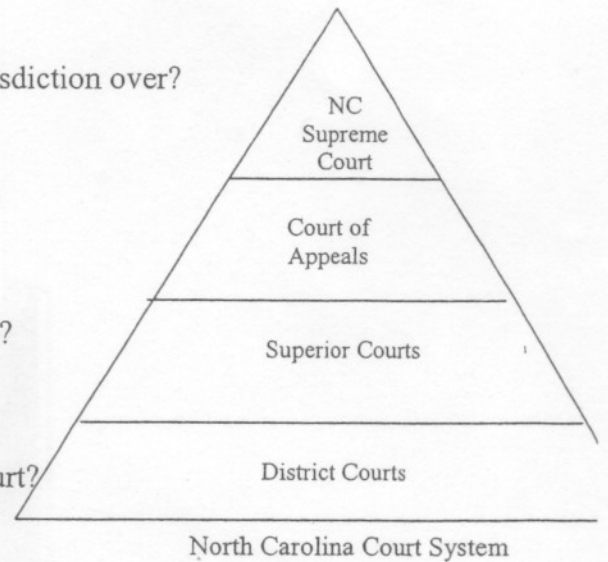 sdiction over?
NC
Supreme
Court
Court of
Appeals
?
Superior Courts
urt?
District Courts
North Carolina Court System